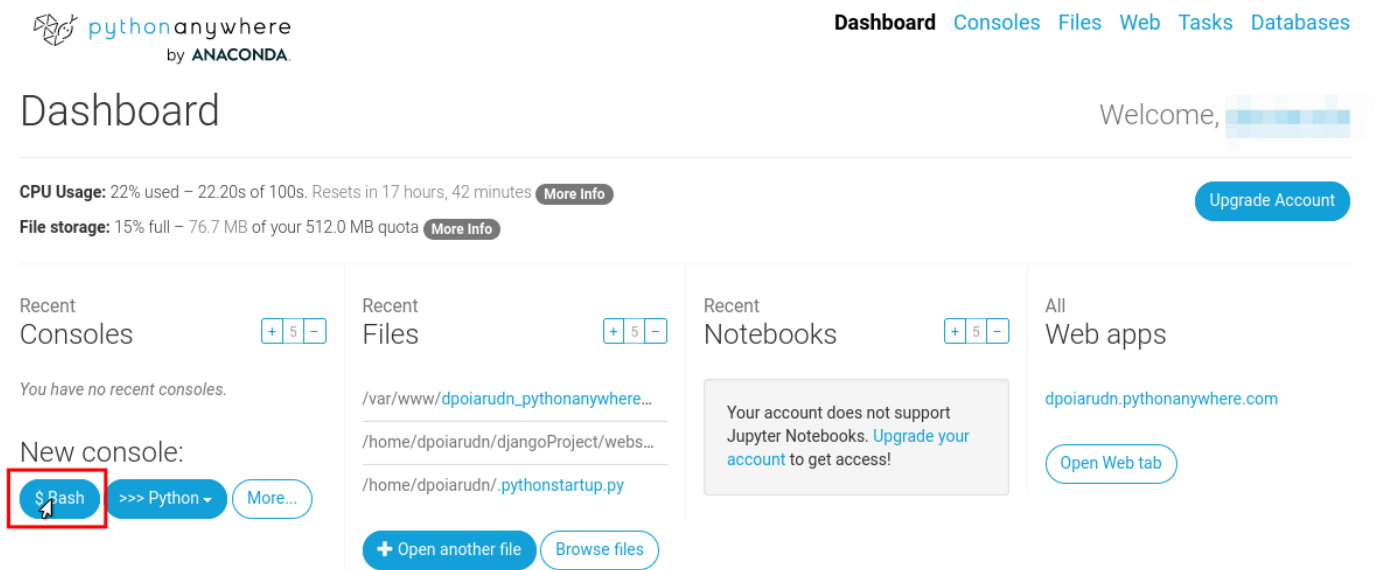 pythonanywhere
by ANACONDA.
Dashboard Consoles Files Web Tasks Databases
Dashboard
Welcome,
CPU Usage: 22% used – 22.20s of 100s. Resets in 17 hours, 42 minutes More Info
File storage: 15% full – 76.7 MB of your 512.0 MB quota More Info
Upgrade Account
Recent
Consoles
+ 5 −
You have no recent consoles.
New console:
$ Bash >>> Python More...
Recent
Files
+ 5 −
/var/www/dpoiarudn_pythonanywhere...
/home/dpoiarudn/djangoProject/webs...
/home/dpoiarudn/.pythonstartup.py
+ Open another file Browse files
Recent
Notebooks
+ 5 −
Your account does not support
Jupyter Notebooks. Upgrade your
account to get access!
All
Web apps
dpoiarudn.pythonanywhere.com
Open Web tab